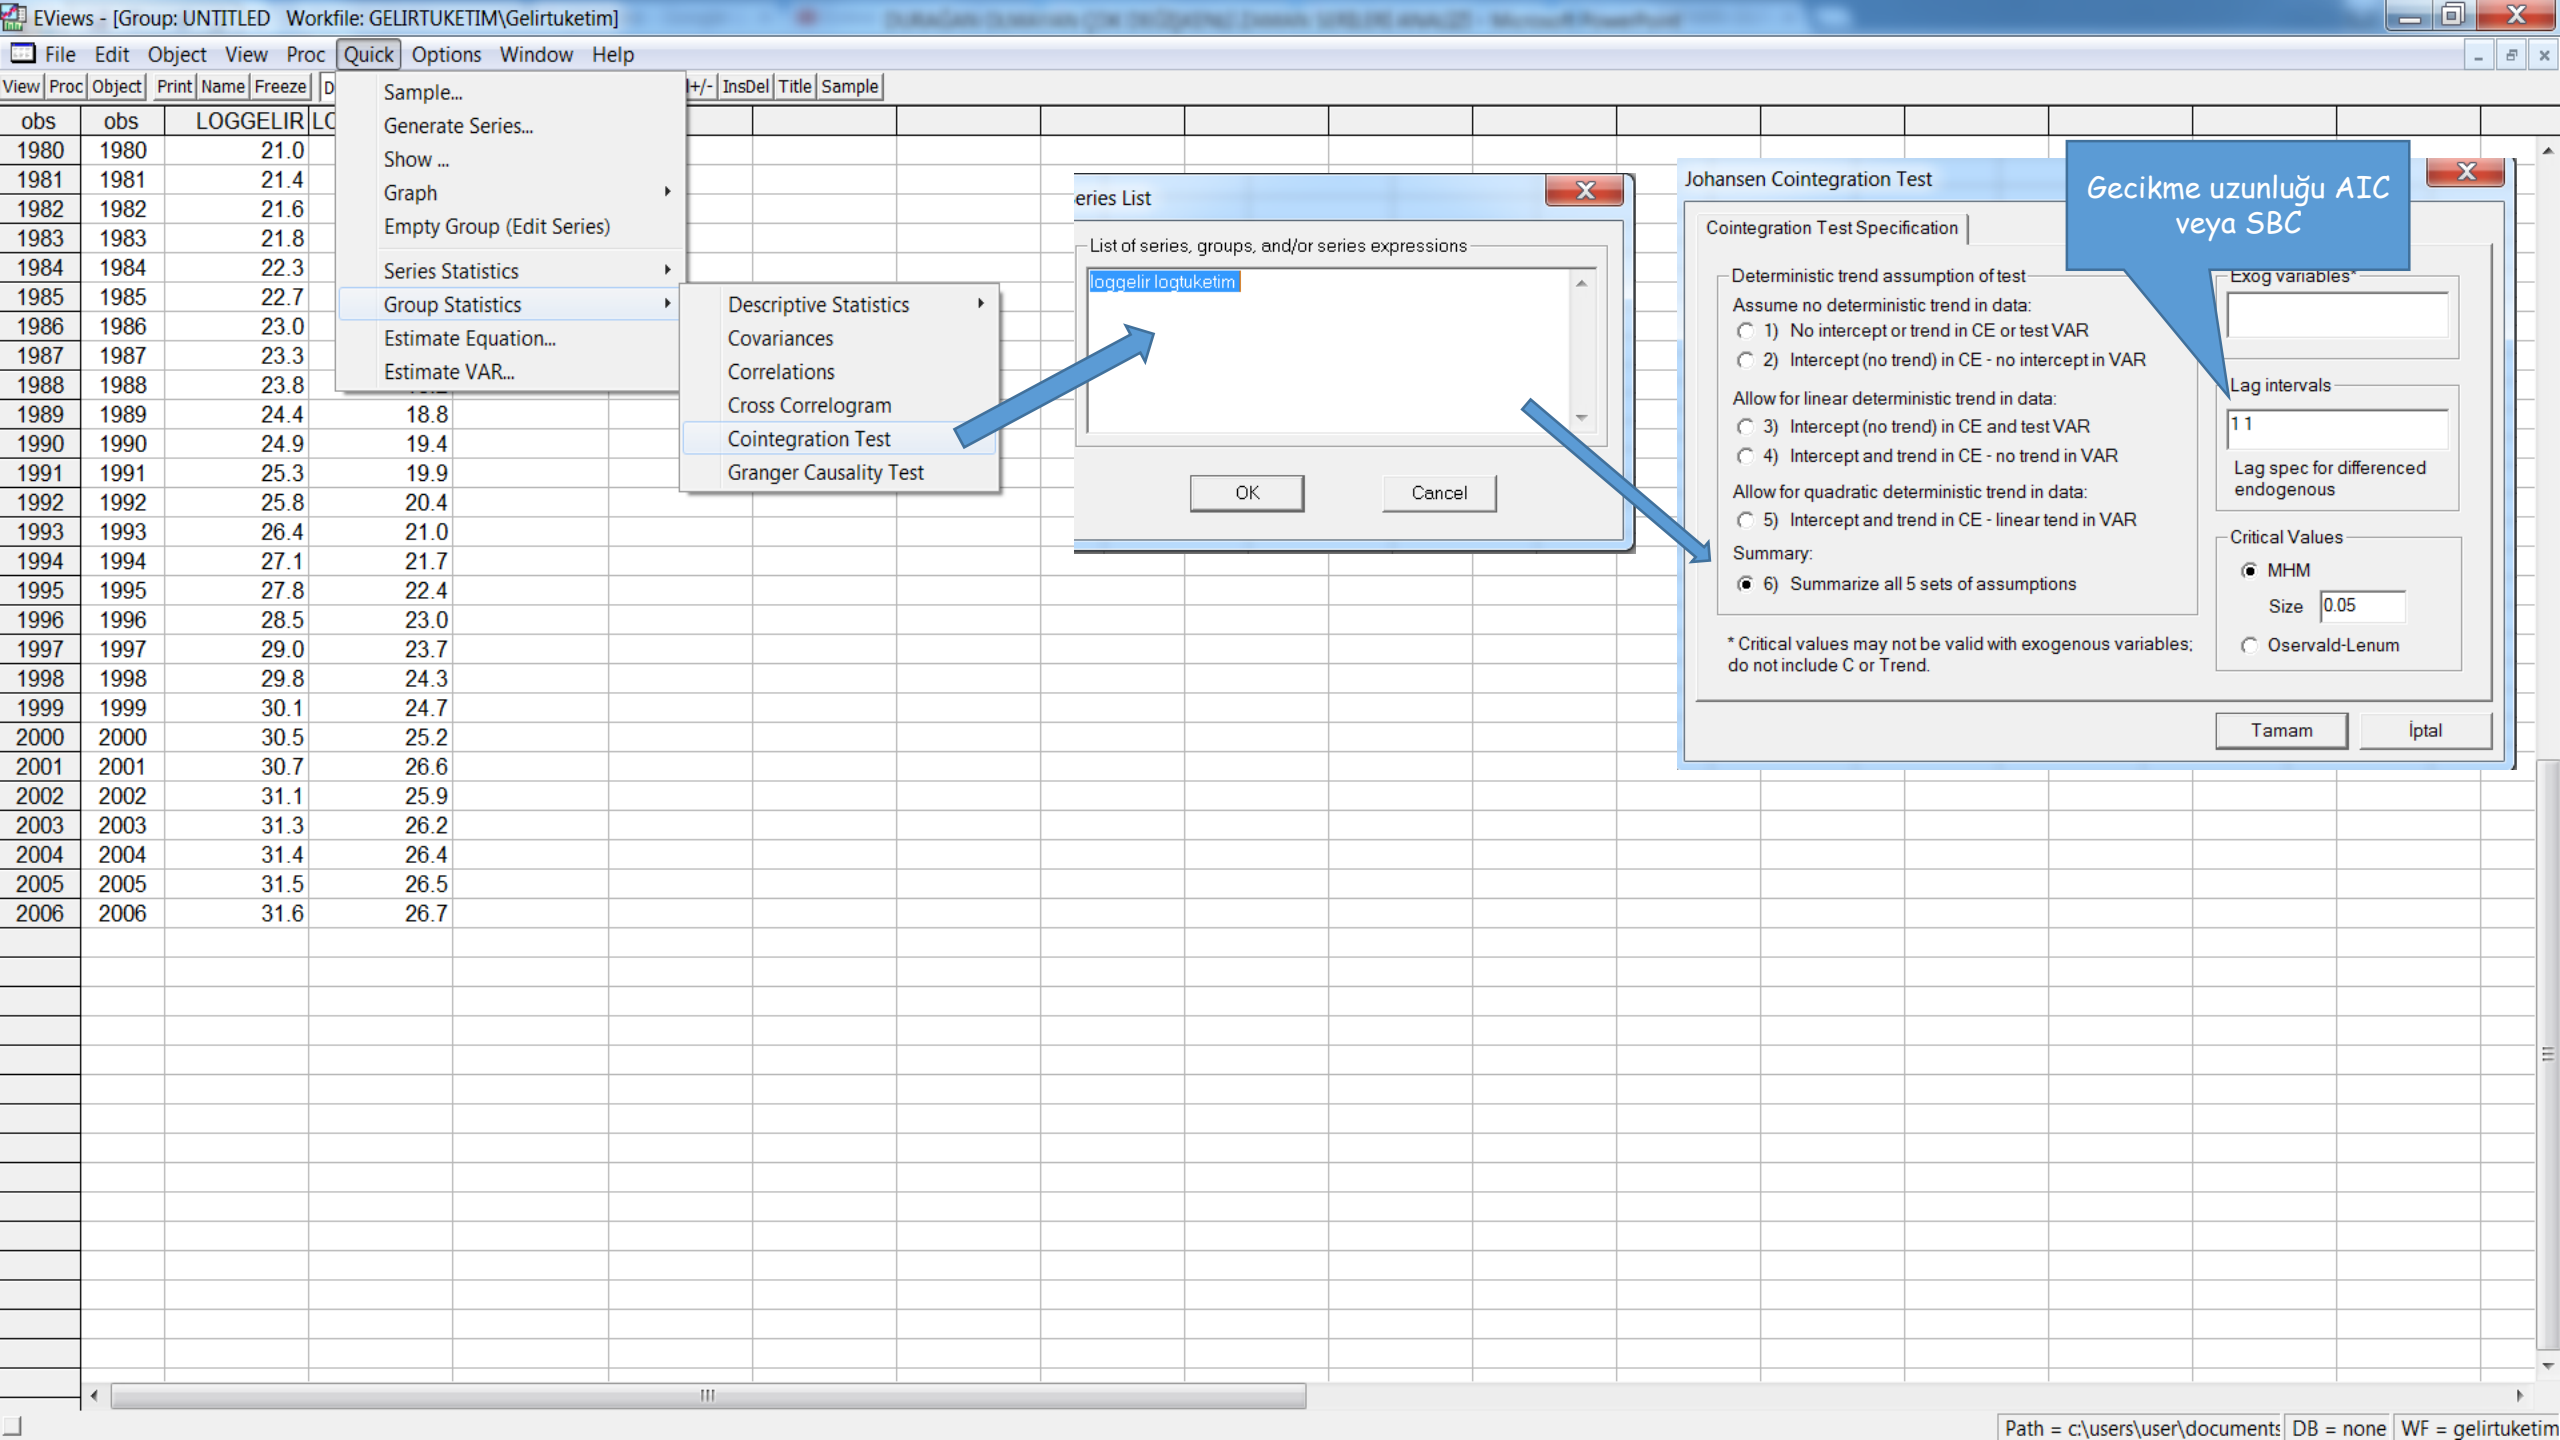 EViews - [Group: UNTITLED   Workfile: GELIRTUKETIM\Gelirtuketim]
File Edit Object View Proc Quick Options Window Help
View Proc Object Print Name Freeze D +/- InsDel Title Sample
obs obs LOGGELIR LO
1980 1980 21.0
1981 1981 21.4
1982 1982 21.6
1983 1983 21.8
1984 1984 22.3
1985 1985 22.7
1986 1986 23.0
1987 1987 23.3
1988 1988 23.8
1989 1989 24.4 18.8
1990 1990 24.9 19.4
1991 1991 25.3 19.9
1992 1992 25.8 20.4
1993 1993 26.4 21.0
1994 1994 27.1 21.7
1995 1995 27.8 22.4
1996 1996 28.5 23.0
1997 1997 29.0 23.7
1998 1998 29.8 24.3
1999 1999 30.1 24.7
2000 2000 30.5 25.2
2001 2001 30.7 26.6
2002 2002 31.1 25.9
2003 2003 31.3 26.2
2004 2004 31.4 26.4
2005 2005 31.5 26.5
2006 2006 31.6 26.7
Sample...
Generate Series...
Show ...
Graph
Empty Group (Edit Series)
Series Statistics
Group Statistics
Estimate Equation...
Estimate VAR...
Descriptive Statistics
Covariances
Correlations
Cross Correlogram
Cointegration Test
Granger Causality Test
eries List
List of series, groups, and/or series expressions
loggelir logtuketim
OK Cancel
Johansen Cointegration Test
Gecikme uzunluğu AIC
veya SBC
Cointegration Test Specification
Deterministic trend assumption of test
Assume no deterministic trend in data:
1) No intercept or trend in CE or test VAR
2) Intercept (no trend) in CE - no intercept in VAR
Allow for linear deterministic trend in data:
3) Intercept (no trend) in CE and test VAR
4) Intercept and trend in CE - no trend in VAR
Allow for quadratic deterministic trend in data:
5) Intercept and trend in CE - linear tend in VAR
Summary:
6) Summarize all 5 sets of assumptions
* Critical values may not be valid with exogenous variables;
do not include C or Trend.
Exog variables*
Lag intervals
1 1
Lag spec for differenced
endogenous
Critical Values
MHM
Size 0.05
Oservald-Lenum
Tamam İptal
Path = c:\users\user\documents DB = none WF = gelirtuketim